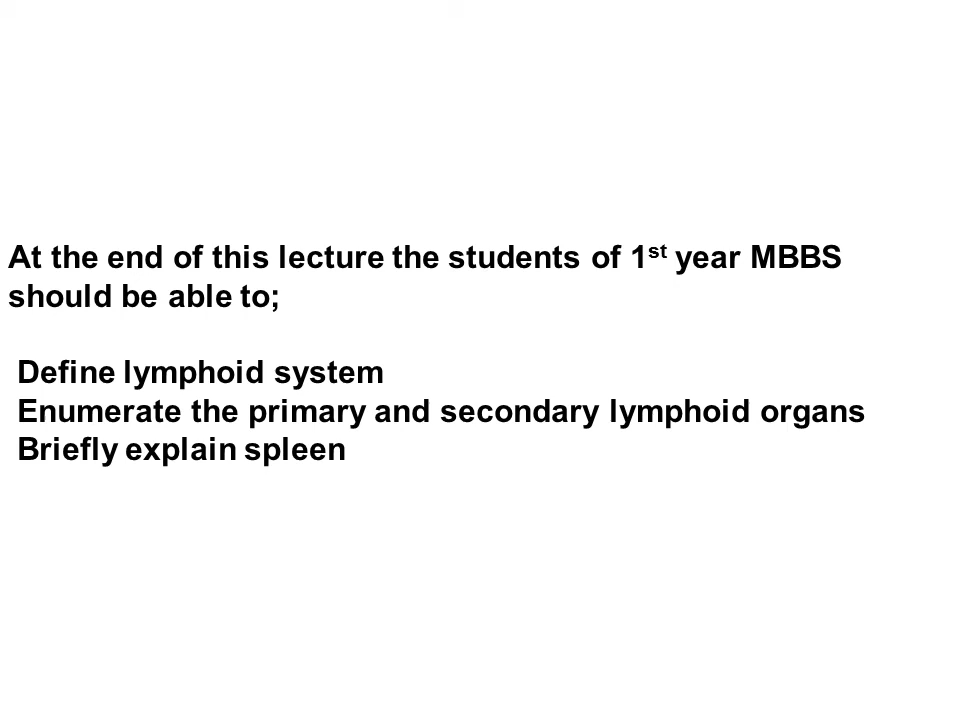 At the end of this lecture the students of 1st year MBBS
should be able to;
Define lymphoid system
Enumerate the primary and secondary lymphoid organs
Briefly explain spleen